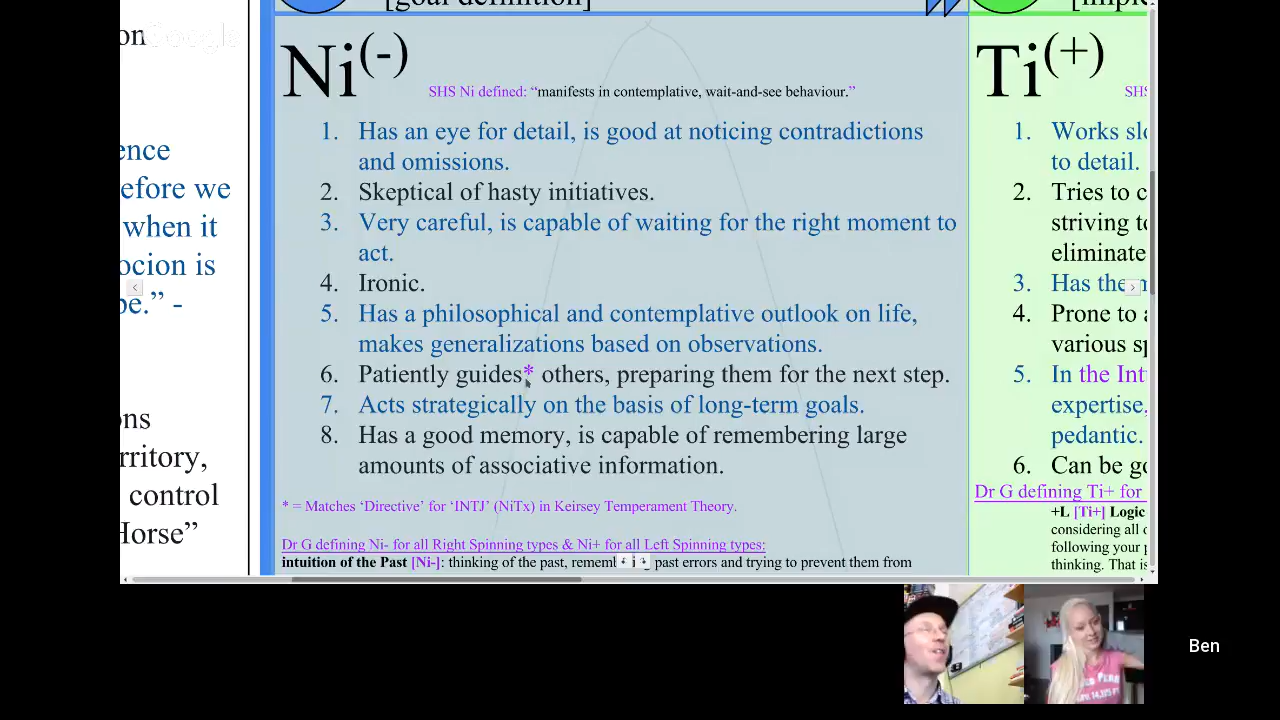 [goal definition]
on
Google
Ni(-)
SHS Ni defined: “manifests in contemplative, wait-and-see behaviour.”
1. Has an eye for detail, is good at noticing contradictions
and omissions.
2. Skeptical of hasty initiatives.
3. Very careful, is capable of waiting for the right moment to
act.
4. Ironic.
5. Has a philosophical and contemplative outlook on life,
makes generalizations based on observations.
6. Patiently guides* others, preparing them for the next step.
7. Acts strategically on the basis of long-term goals.
8. Has a good memory, is capable of remembering large
amounts of associative information.
* = Matches ‘Directive’ for ‘INTJ’ (NiTx) in Keirsey Temperament Theory.
Dr G defining Ni- for all Right Spinning types & Ni+ for all Left Spinning types:
intuition of the Past [Ni-]: thinking of the past, past errors and trying to prevent them from
ence
efore we
when it
ocion is
pe.” -
ons
rritory,
control
Horse”
Ti(+)
SHS
1. Works
to detail.
2. Tries to
striving
eliminate
3. Has
4. Prone to
various
5. In the
expertise,
pedantic.
6. Can be
Dr G defining Ti+ for
+L [Ti+] Logic
considering all
following your
thinking. That is
Ben